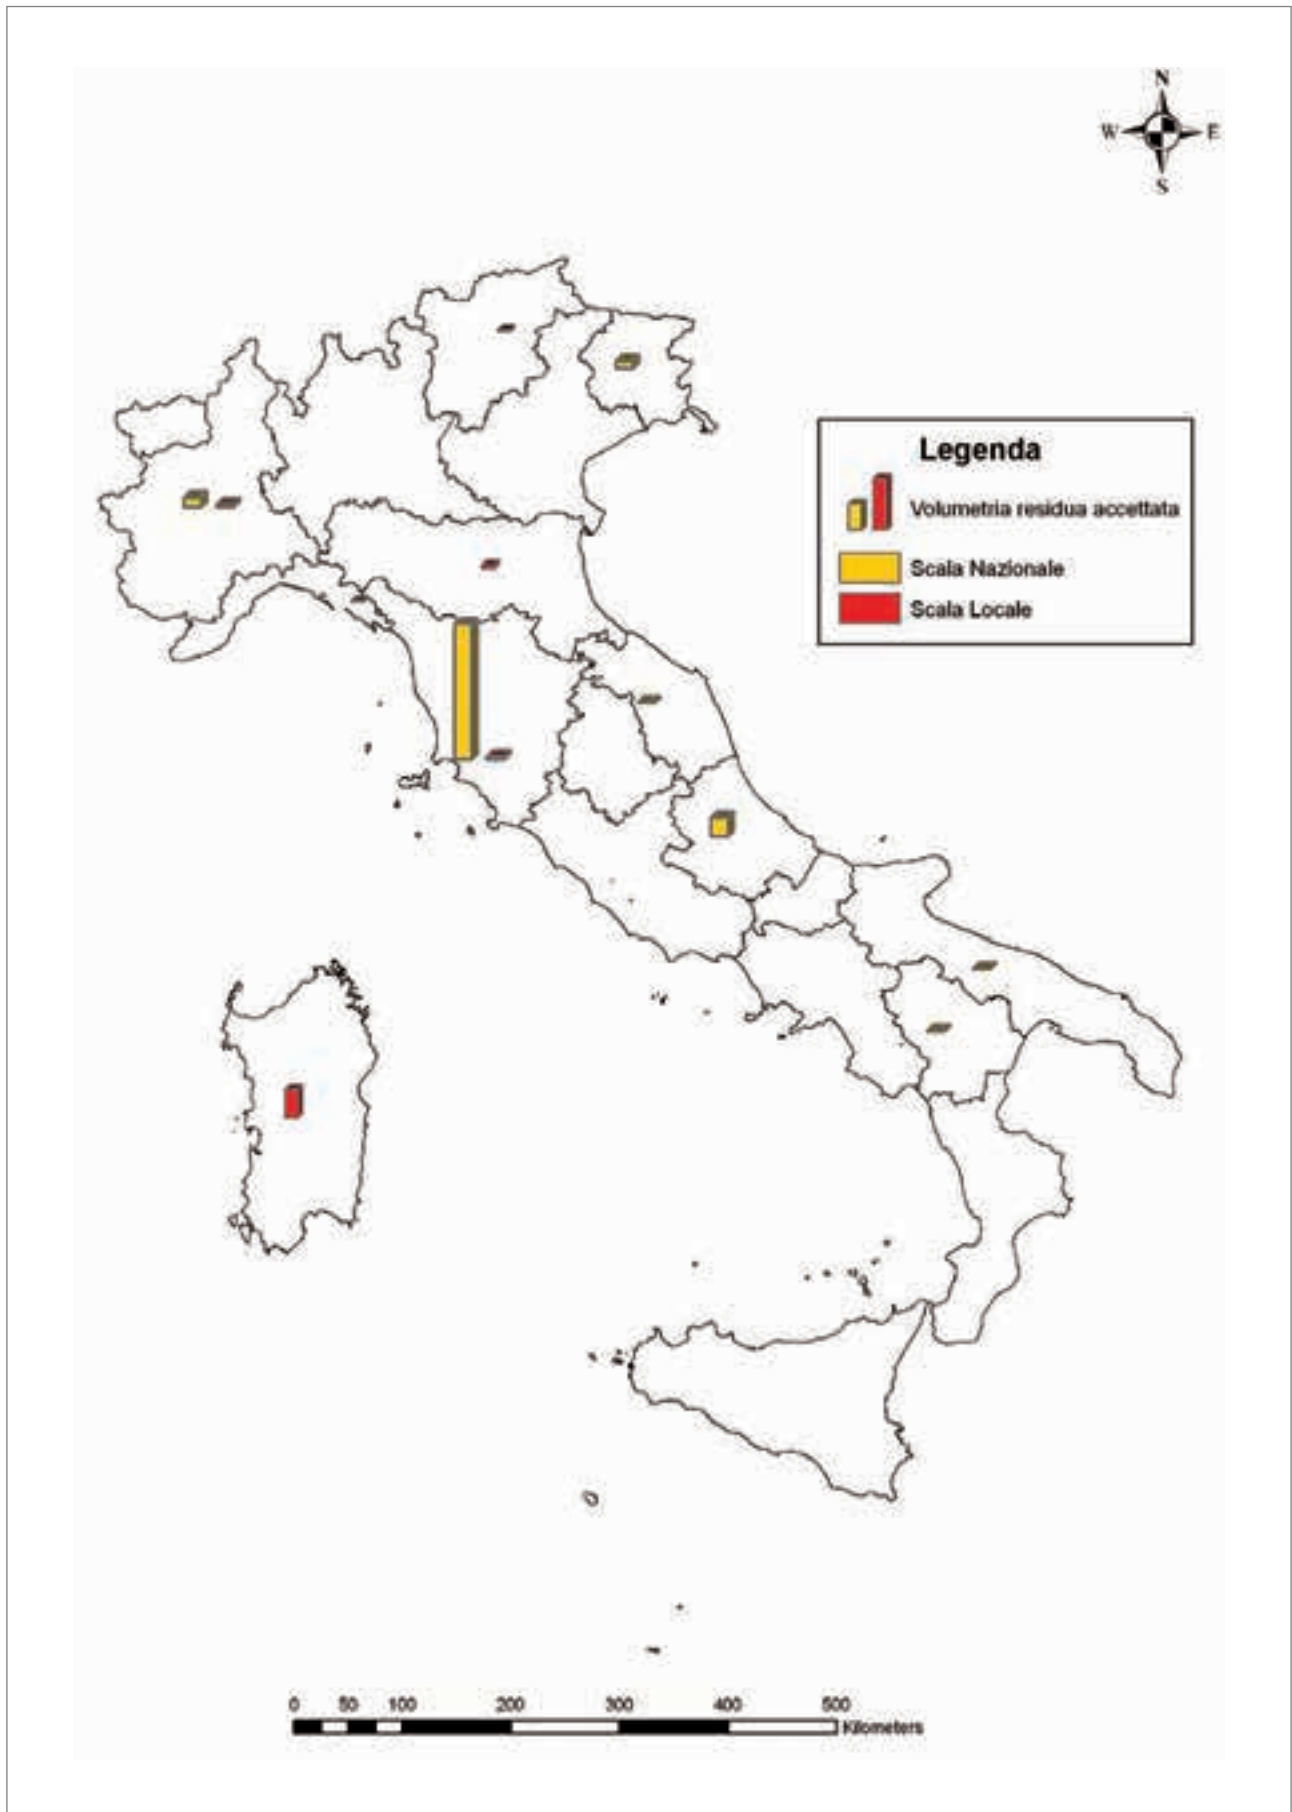 N
W E
S
Legenda
Volumetria residua accettata
Scala Nazionale
Scala Locale
0 50 100 200 300 400 500
Kilometers